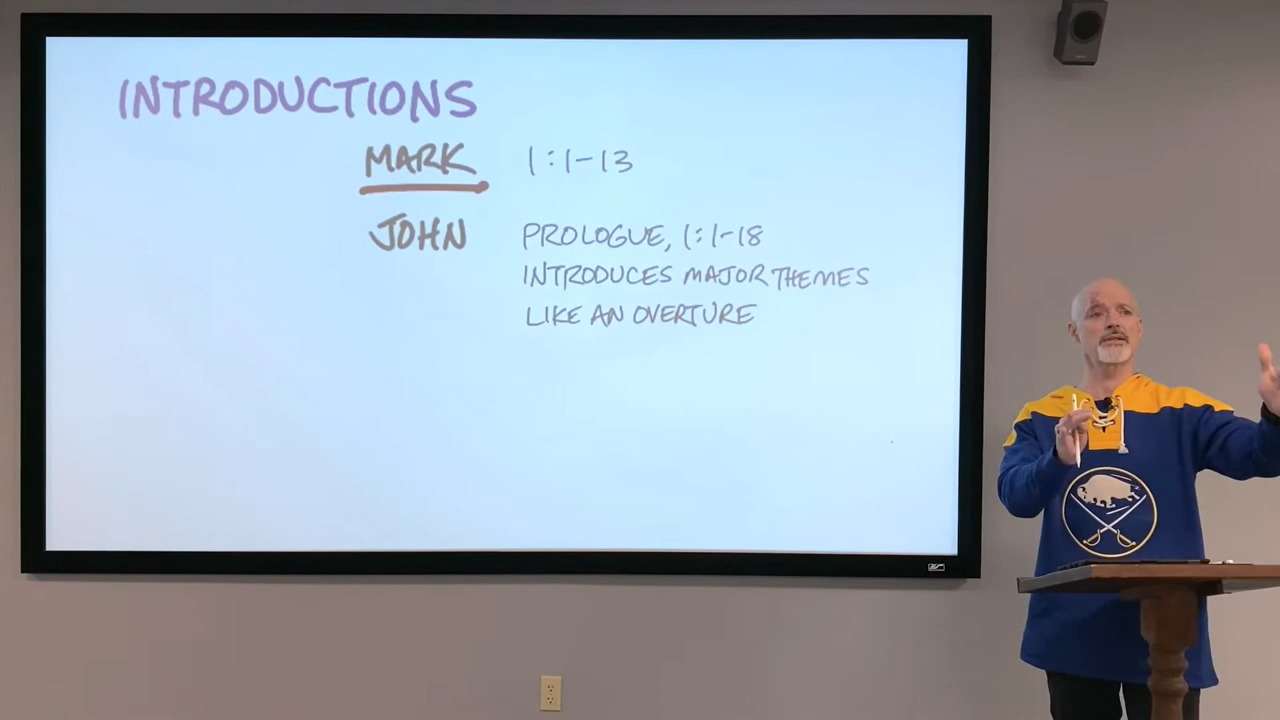 INTRODUCTIONS
MARK 1:1-13
JOHN PROLOGUE, 1:1-18
INTRODUCES MAJOR THEMES
LIKE AN OVERTURE